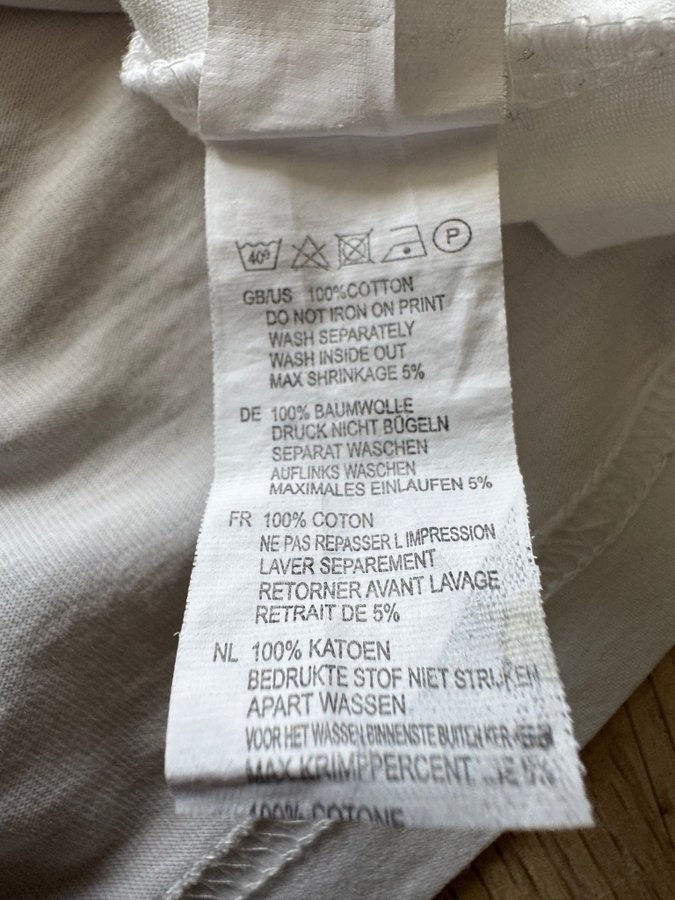 40° P
GB/US 100%COTTON
DO NOT IRON ON PRINT
WASH SEPARATELY
WASH INSIDE OUT
MAX SHRINKAGE 5%
DE 100% BAUMWOLLE
DRUCK NICHT BÜGELN
SEPARAT WASCHEN
AUFLINKS WASCHEN
MAXIMALES EINLAUFEN 5%
FR 100% COTON
NE PAS REPASSER L IMPRESSION
LAVER SEPAREMENT
RETORNER AVANT LAVAGE
RETRAIT DE 5%
NL 100% KATOEN
BEDRUKTE STOF NIET STRIJKEN
APART WASSEN
VOOR HET WASSEN BINNENSTE BUITEN
MAX.KRIMPPERCENT 5%
100% COTONE